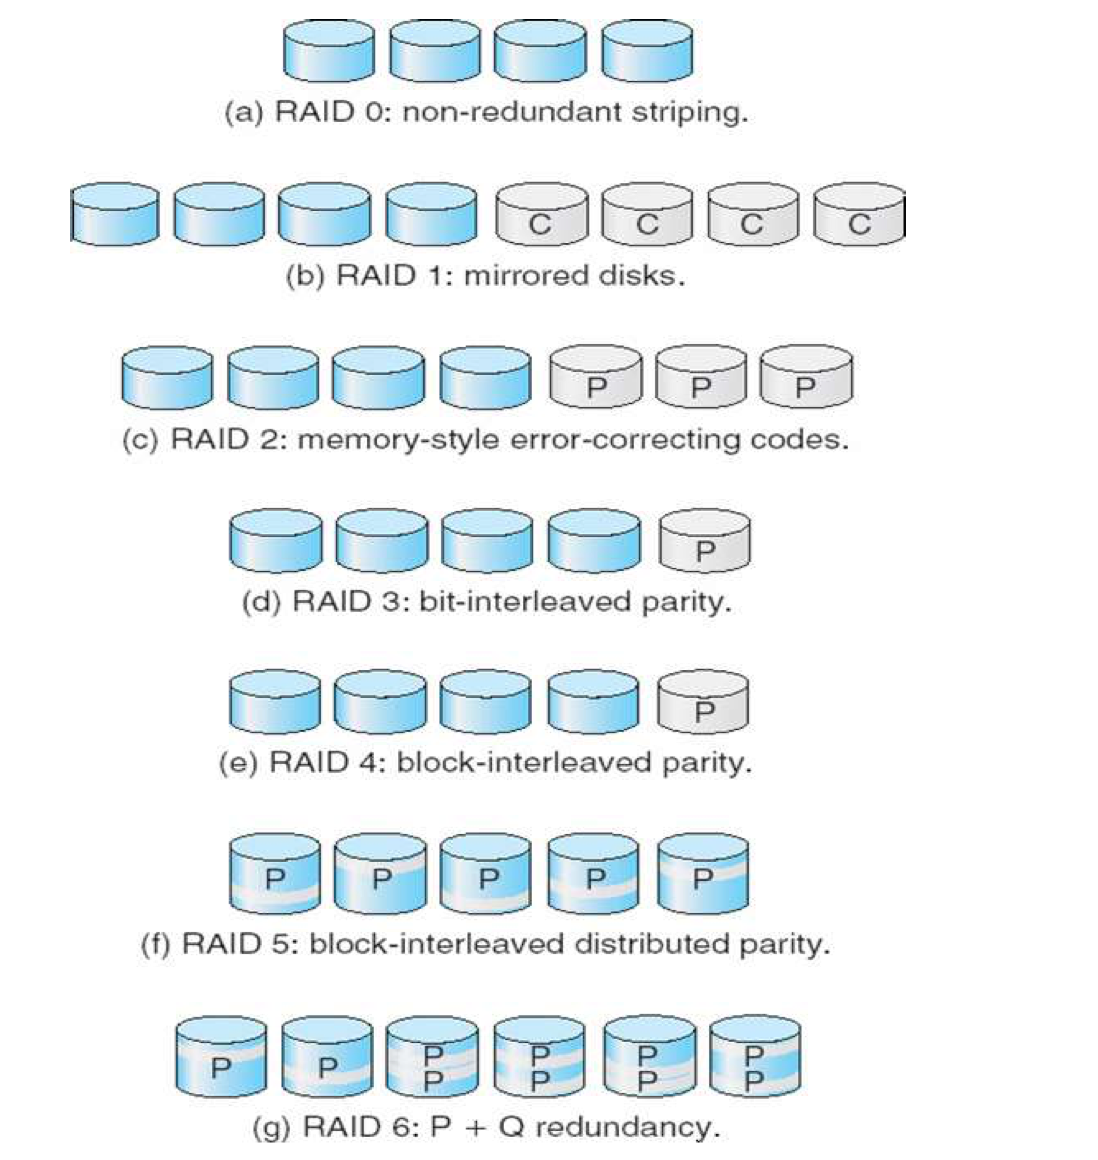 (a) RAID 0: non-redundant striping.
C C C C
(b) RAID 1: mirrored disks.
P P P
(c) RAID 2: memory-style error-correcting codes.
P
(d) RAID 3: bit-interleaved parity.
P
(e) RAID 4: block-interleaved parity.
P P P P P
(f) RAID 5: block-interleaved distributed parity.
P P P P P P
P P P P
(g) RAID 6: P + Q redundancy.